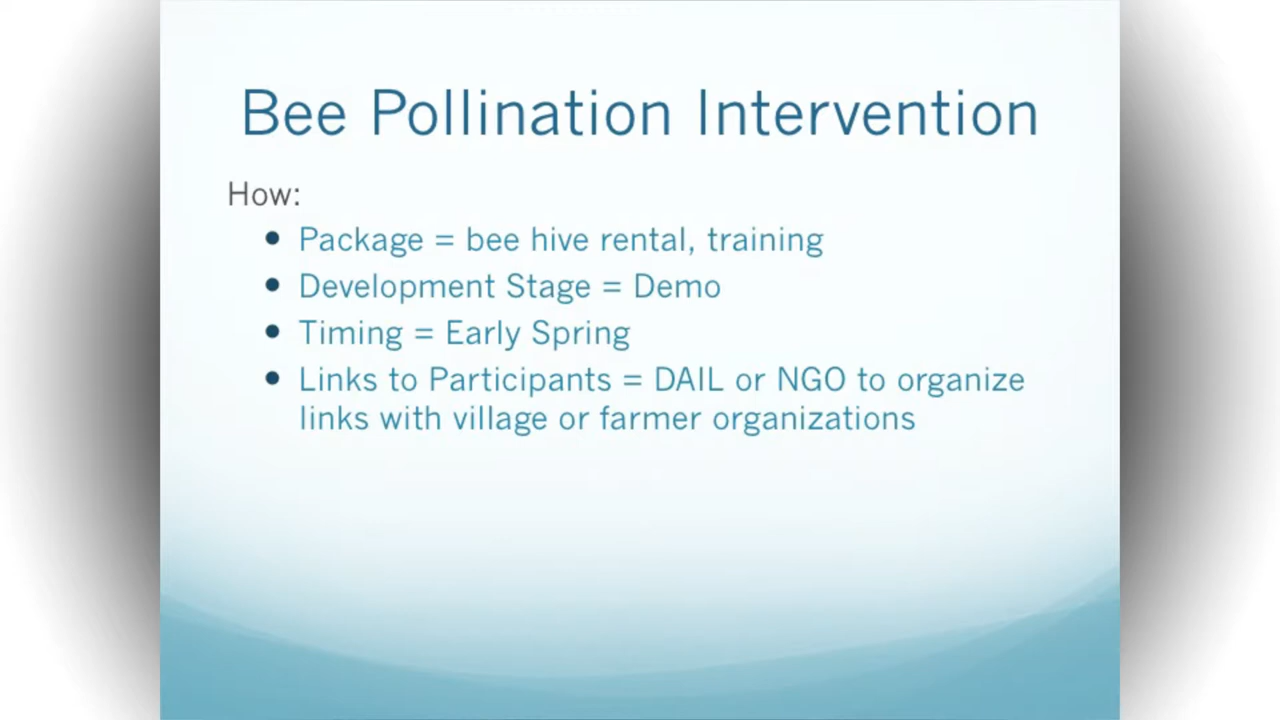 Bee Pollination Intervention
How:
● Package = bee hive rental, training
● Development Stage = Demo
● Timing = Early Spring
● Links to Participants = DAIL or NGO to organize
links with village or farmer organizations